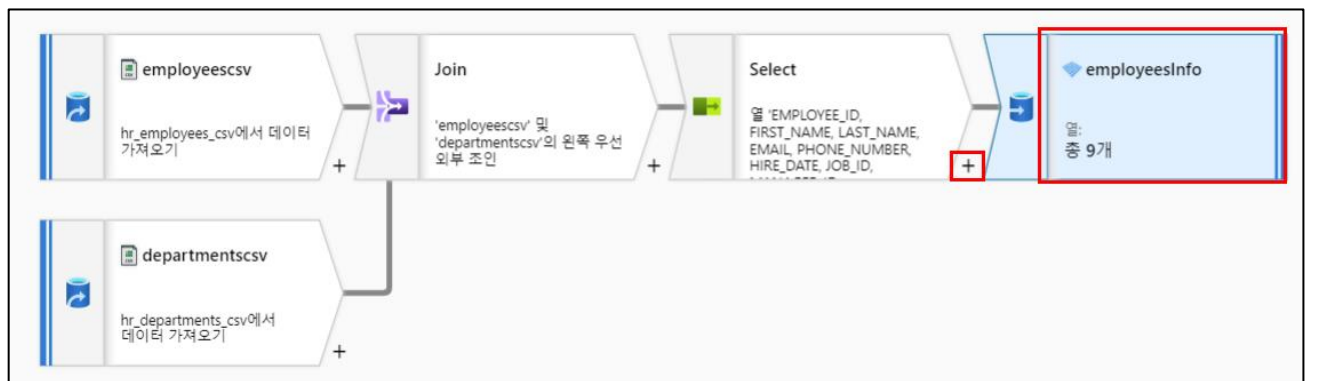 employeescsv
hr_employees_csv에서 데이터
가져오기
+
Join
'employeescsv' 및
'departmentscsv'의 왼쪽 우선
외부 조인
+
Select
열 'EMPLOYEE_ID,
FIRST_NAME, LAST_NAME,
EMAIL, PHONE_NUMBER,
HIRE_DATE, JOB_ID,
+
employeesInfo
열:
총 9개
departmentscsv
hr_departments_csv에서
데이터 가져오기
+